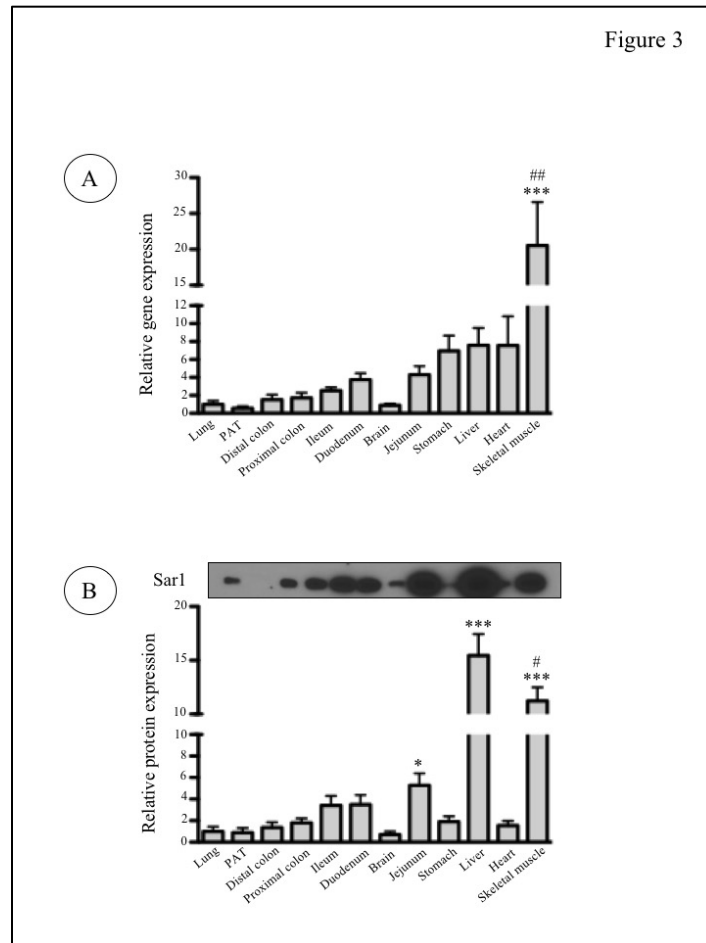 Figure 3
A
Relative gene expression
30
25
20
15
12
10
8
6
4
2
0
##
***
Lung
PAT
Distal colon
Proximal colon
Ileum
Duodenum
Brain
Jejunum
Stomach
Liver
Heart
Skeletal muscle
B
Sar1
Relative protein expression
20
15
10
10
8
6
4
2
0
*
***
#
***
Lung
PAT
Distal colon
Proximal colon
Ileum
Duodenum
Brain
Jejunum
Stomach
Liver
Heart
Skeletal muscle